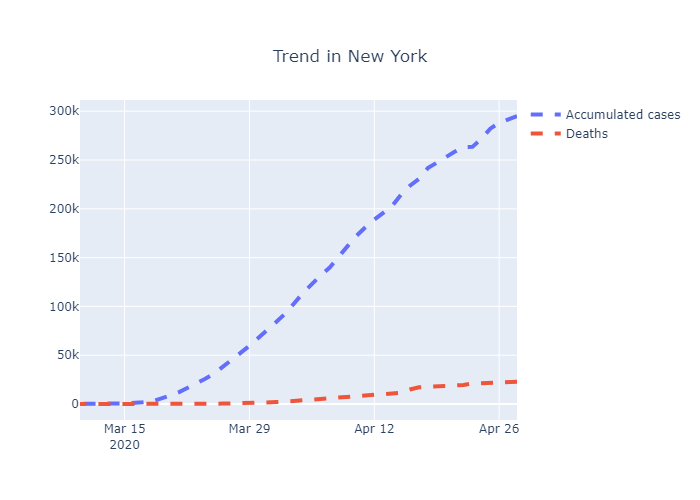 Trend in New York
300k
250k
200k
150k
100k
50k
0
Mar 15
2020
Mar 29
Apr 12
Apr 26
Accumulated cases
Deaths